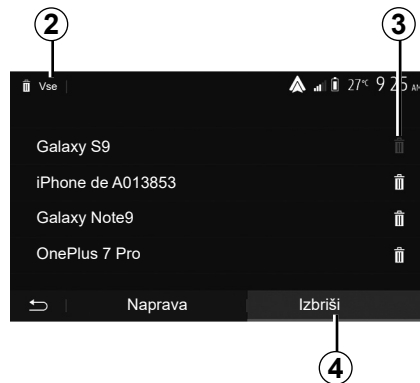 2
3
Vse
27°C 9 25 AM
Galaxy S9
iPhone de A013853
Galaxy Note9
OnePlus 7 Pro
Naprava
Izbriši
4